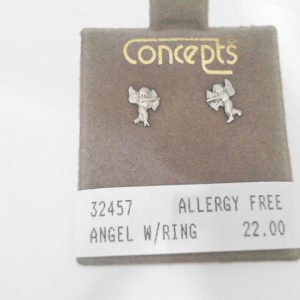 Concepts®
32457 ALLERGY FREE
ANGEL W/RING 22.00